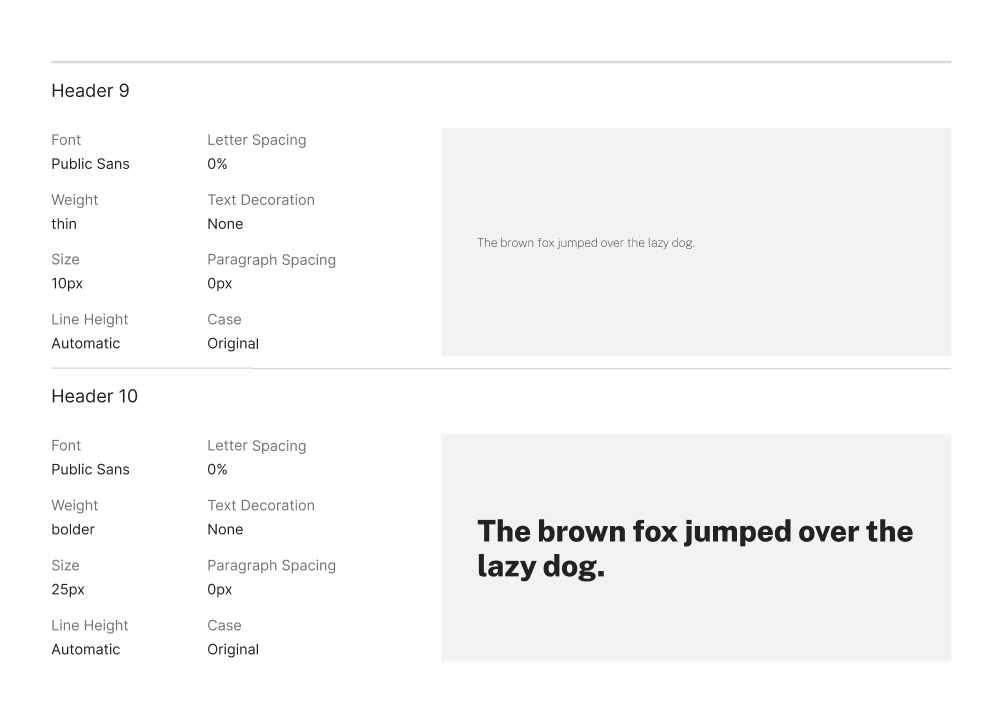 Header 9
Font
Letter Spacing
Public Sans
0%
Weight
Text Decoration
thin
None
Size
Paragraph Spacing
10px
0px
Line Height
Case
Automatic
Original
The brown fox jumped over the lazy dog.
Header 10
Font
Letter Spacing
Public Sans
0%
Weight
Text Decoration
bolder
None
Size
Paragraph Spacing
25px
0px
Line Height
Case
Automatic
Original
The brown fox jumped over the
lazy dog.